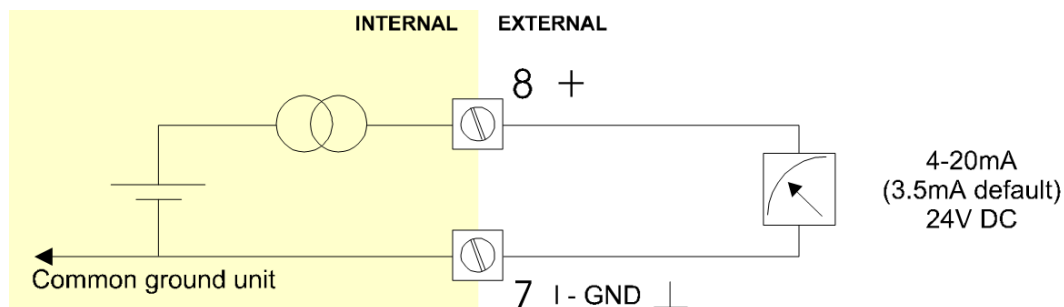 INTERNAL EXTERNAL
8 +
4-20mA
(3.5mA default)
24V DC
Common ground unit
7 I - GND